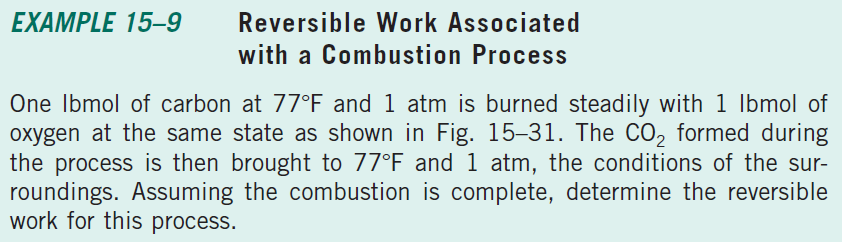 EXAMPLE 15–9 Reversible Work Associated
with a Combustion Process
One lbmol of carbon at 77°F and 1 atm is burned steadily with 1 lbmol of
oxygen at the same state as shown in Fig. 15–31. The CO₂ formed during
the process is then brought to 77°F and 1 atm, the conditions of the sur-
roundings. Assuming the combustion is complete, determine the reversible
work for this process.